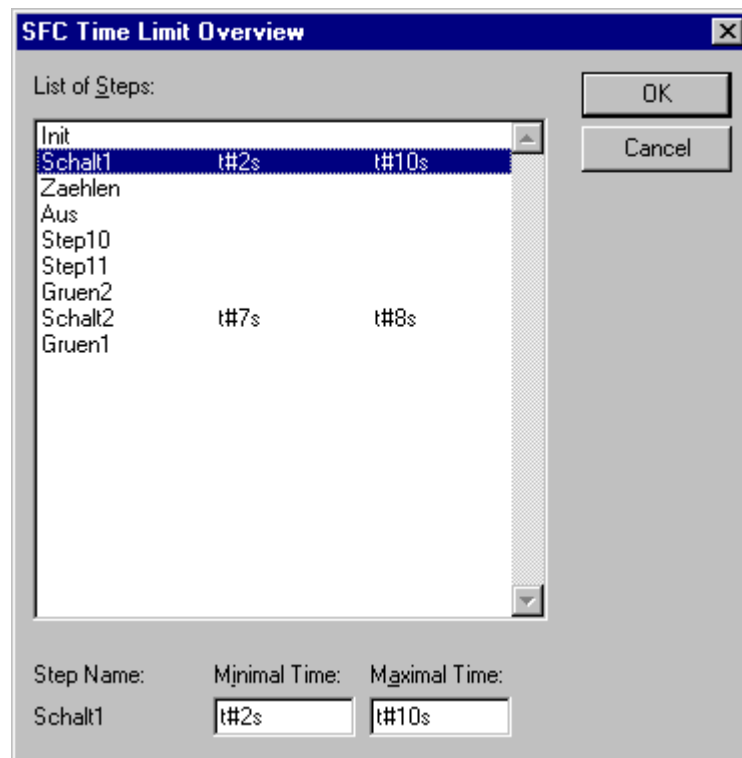 SFC Time Limit Overview
List of Steps:
OK
Cancel
Init
Schalt1 t#2s t#10s
Zaehlen
Aus
Step10
Step11
Gruen2
Schalt2 t#7s t#8s
Gruen1
Step Name: Minimal Time: Maximal Time:
Schalt1 t#2s t#10s